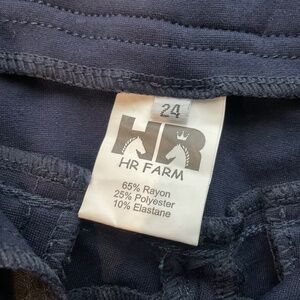 24
HR
HR FARM
65% Rayon
25% Polyester
10% Elastane